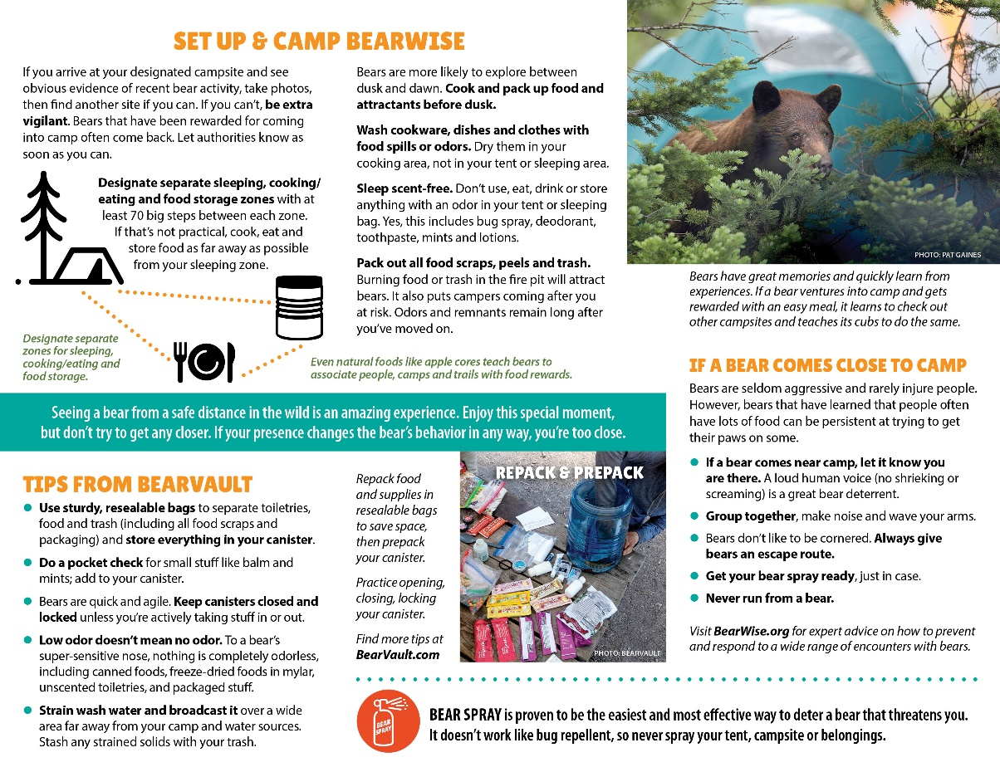 SET UP & CAMP BEARWISE
If you arrive at your designated campsite and see
obvious evidence of recent bear activity, take photos,
then find another site if you can. If you can’t, be extra
vigilant. Bears that have been rewarded for coming
into camp often come back. Let authorities know as
soon as you can.
Designate separate sleeping, cooking/
eating and food storage zones with at
least 70 big steps between each zone.
If that’s not practical, cook, eat and
store food as far away as possible
from your sleeping zone.
Designate separate
zones for sleeping,
cooking/eating and
food storage.
Bears are more likely to explore between
dusk and dawn. Cook and pack up food and
attractants before dusk.
Wash cookware, dishes and clothes with
food spills or odors. Dry them in your
cooking area, not in your tent or sleeping area.
Sleep scent-free. Don’t use, eat, drink or store
anything with an odor in your tent or sleeping
bag. Yes, this includes bug spray, deodorant,
toothpaste, mints and lotions.
Pack out all food scraps, peels and trash.
Burning food or trash in the fire pit will attract
bears. It also puts campers coming after you
at risk. Odors and remnants remain long after
you’ve moved on.
Even natural foods like apple cores teach bears to
associate people, camps and trails with food rewards.
PHOTO: PAT GAINES
Bears have great memories and quickly learn from
experiences. If a bear ventures into camp and gets
rewarded with an easy meal, it learns to check out
other campsites and teaches its cubs to do the same.
Seeing a bear from a safe distance in the wild is an amazing experience. Enjoy this special moment,
but don’t try to get any closer. If your presence changes the bear’s behavior in any way, you’re too close.
TIPS FROM BEARVAULT
Use sturdy, resealable bags to separate toiletries,
food and trash (including all food scraps and
packaging) and store everything in your canister.
Do a pocket check for small stuff like balm and
mints; add to your canister.
Bears are quick and agile. Keep canisters closed and
locked unless you’re actively taking stuff in or out.
Low odor doesn’t mean no odor. To a bear’s
super-sensitive nose, nothing is completely odorless,
including canned foods, freeze-dried foods in mylar,
unscented toiletries, and packaged stuff.
Strain wash water and broadcast it over a wide
area far away from your camp and water sources.
Stash any strained solids with your trash.
Repack food
and supplies in
resealable bags
to save space,
then prepack
your canister.
Practice opening,
closing, locking
your canister.
Find more tips at
BearVault.com
REPACK & PREPACK
PHOTO: BEARVAULT
IF A BEAR COMES CLOSE TO CAMP
Bears are seldom aggressive and rarely injure people.
However, bears that have learned that people often
have lots of food can be persistent at trying to get
their paws on some.
If a bear comes near camp, let it know you
are there. A loud human voice (no shrieking or
screaming) is a great bear deterrent.
Group together, make noise and wave your arms.
Bears don’t like to be cornered. Always give
bears an escape route.
Get your bear spray ready, just in case.
Never run from a bear.
Visit BearWise.org for expert advice on how to prevent
and respond to a wide range of encounters with bears.
BEAR
SPRAY
BEAR SPRAY is proven to be the easiest and most effective way to deter a bear that threatens you.
It doesn’t work like bug repellent, so never spray your tent, campsite or belongings.